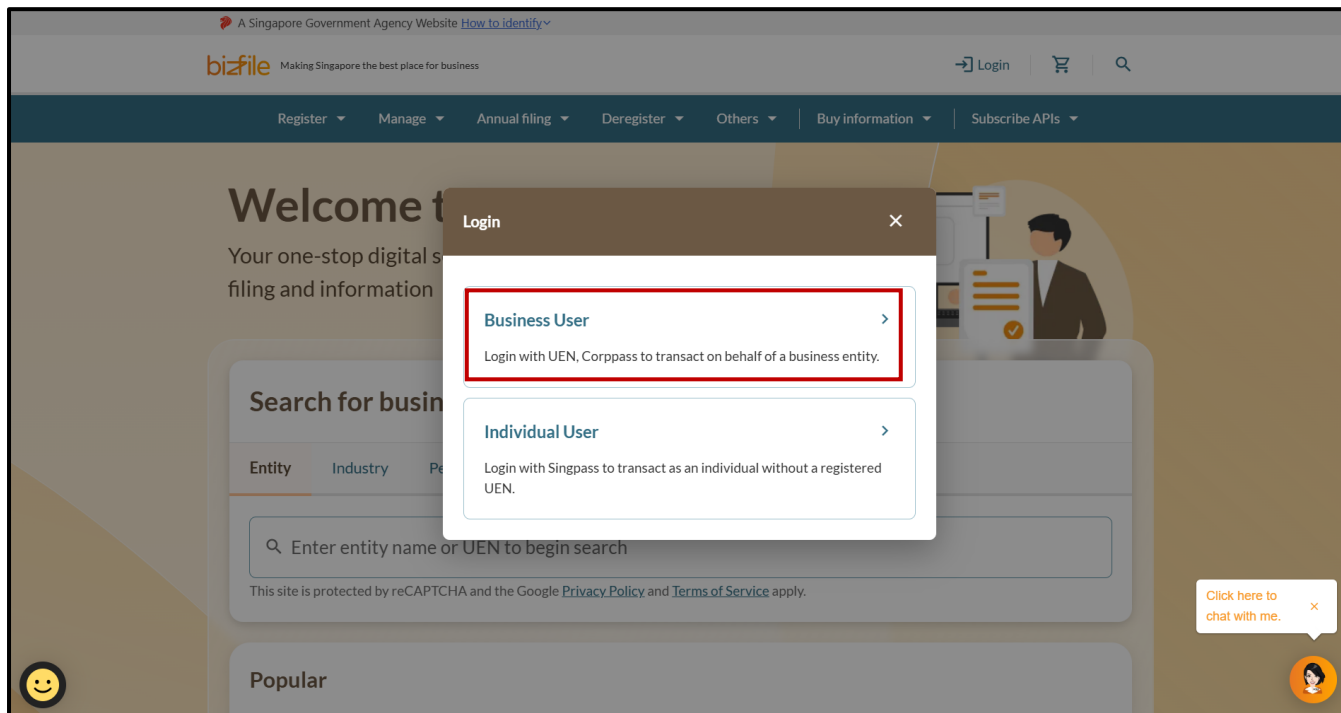 A Singapore Government Agency Website How to identify
bizfile Making Singapore the best place for business
Login
Register Manage Annual filing Deregister Others Buy information Subscribe APIs
Welcome t
Login
Your one-stop digital s
filing and information
Business User
Login with UEN, Corppass to transact on behalf of a business entity.
Search for busin
Individual User
Login with Singpass to transact as an individual without a registered
UEN.
Entity Industry Pe
Enter entity name or UEN to begin search
This site is protected by reCAPTCHA and the Google Privacy Policy and Terms of Service apply.
Click here to
chat with me.
Popular